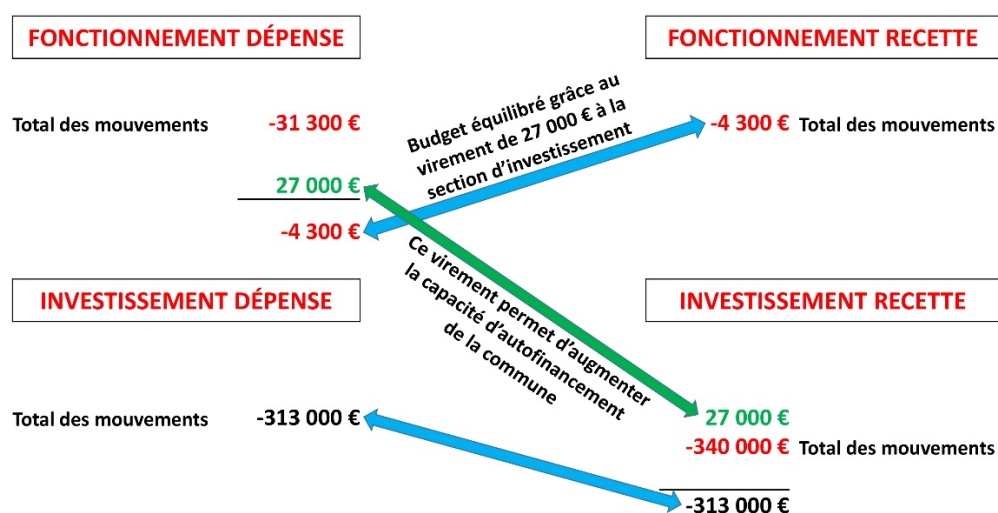 FONCTIONNEMENT DÉPENSE
FONCTIONNEMENT RECETTE
Total des mouvements -31 300 €
27 000 €
-4 300 €
Budget équilibré grâce au
virement de 27 000 € à la
section d'investissement
-4 300 € Total des mouvements
Ce virement permet d'augmenter
la capacité d'autofinancement
de la commune
INVESTISSEMENT DÉPENSE
INVESTISSEMENT RECETTE
Total des mouvements -313 000 €
27 000 €
-340 000 € Total des mouvements
-313 000 €